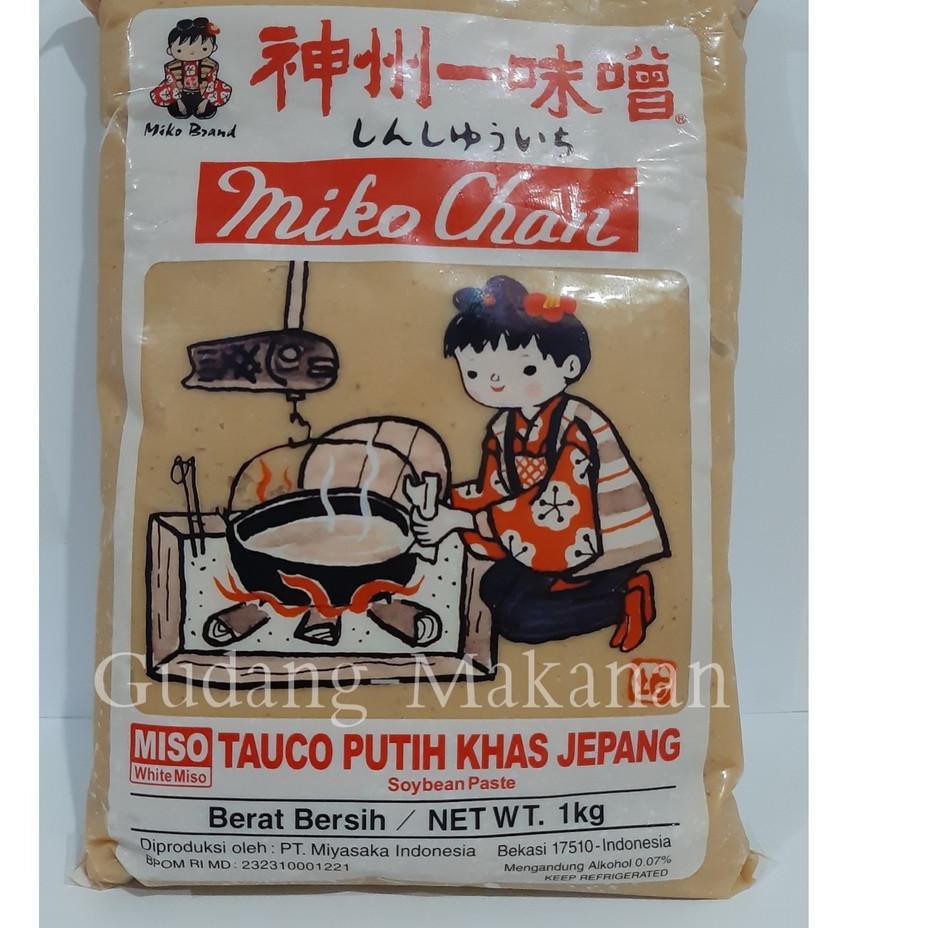 神州一味噌®
Miko Brand
しんしゅういち
Miko Chan
Gudang Makanan
MISO
White Miso
TAUCO PUTIH KHAS JEPANG
Soybean Paste
Berat Bersih / NET WT. 1kg
Diproduksi oleh : PT. Miyasaka Indonesia Bekasi 17510-Indonesia
BPOM RI MD : 232310001221
Mengandung Alkohol 0.07%
KEEP REFRIGERATED